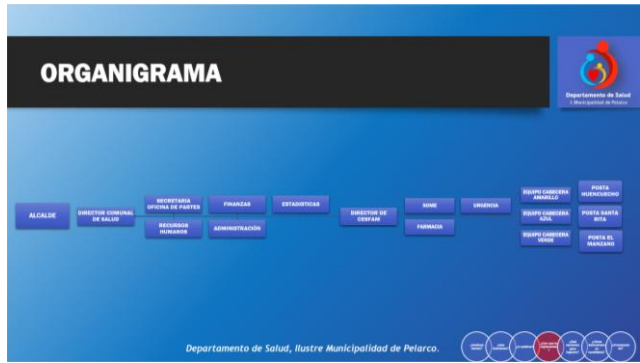 ORGANIGRAMA
Departamento de Salud
I. Municipalidad de Pelarco
ALCALDE
DIRECTOR COMUNAL
DE SALUD
SECRETARIA
OFICINA DE PARTES
RECURSOS
HUMANOS
FINANZAS
ADMINISTRACIÓN
ESTADISTICAS
DIRECTOR DE
CESFAM
SOME
FARMACIA
URGENCIA
EQUIPO CABECERA
AMARILLO
EQUIPO CABECERA
AZUL
EQUIPO CABECERA
VERDE
POSTA
HUENCUECHO
POSTA SANTA
RITA
POSTA EL
MANZANO
Departamento de Salud, Ilustre Municipalidad de Pelarco.